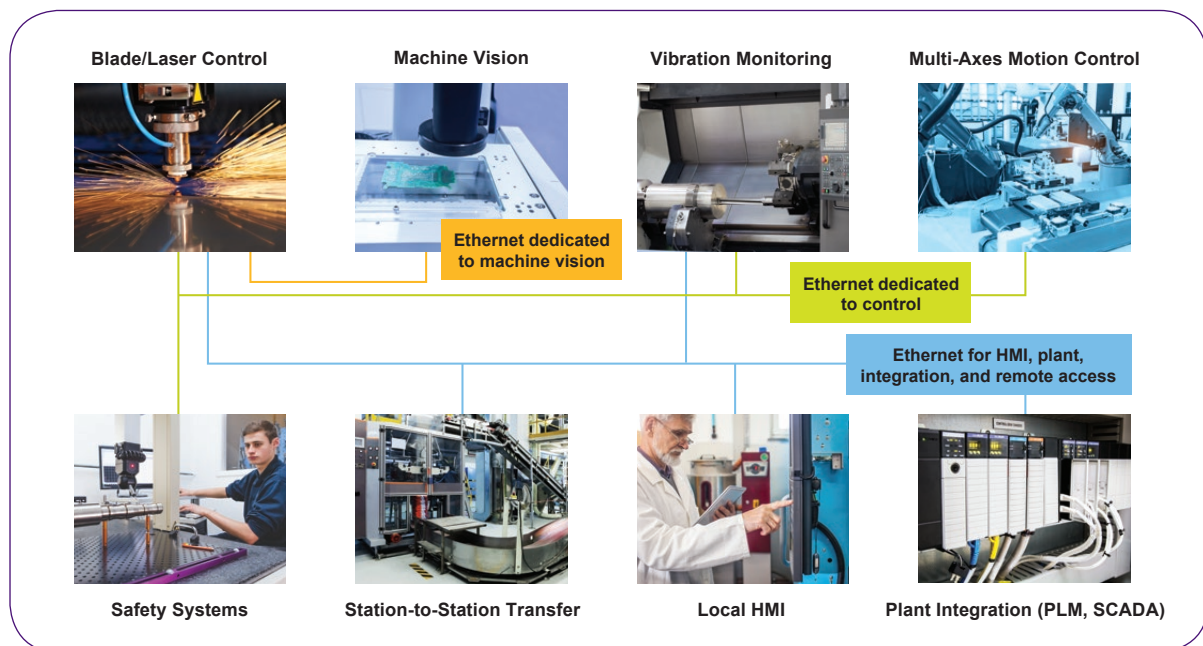 Blade/Laser Control
Machine Vision
Vibration Monitoring
Multi-Axes Motion Control
Ethernet dedicated
to machine vision
Ethernet dedicated
to control
Ethernet for HMI, plant,
integration, and remote access
Safety Systems
Station-to-Station Transfer
Local HMI
Plant Integration (PLM, SCADA)